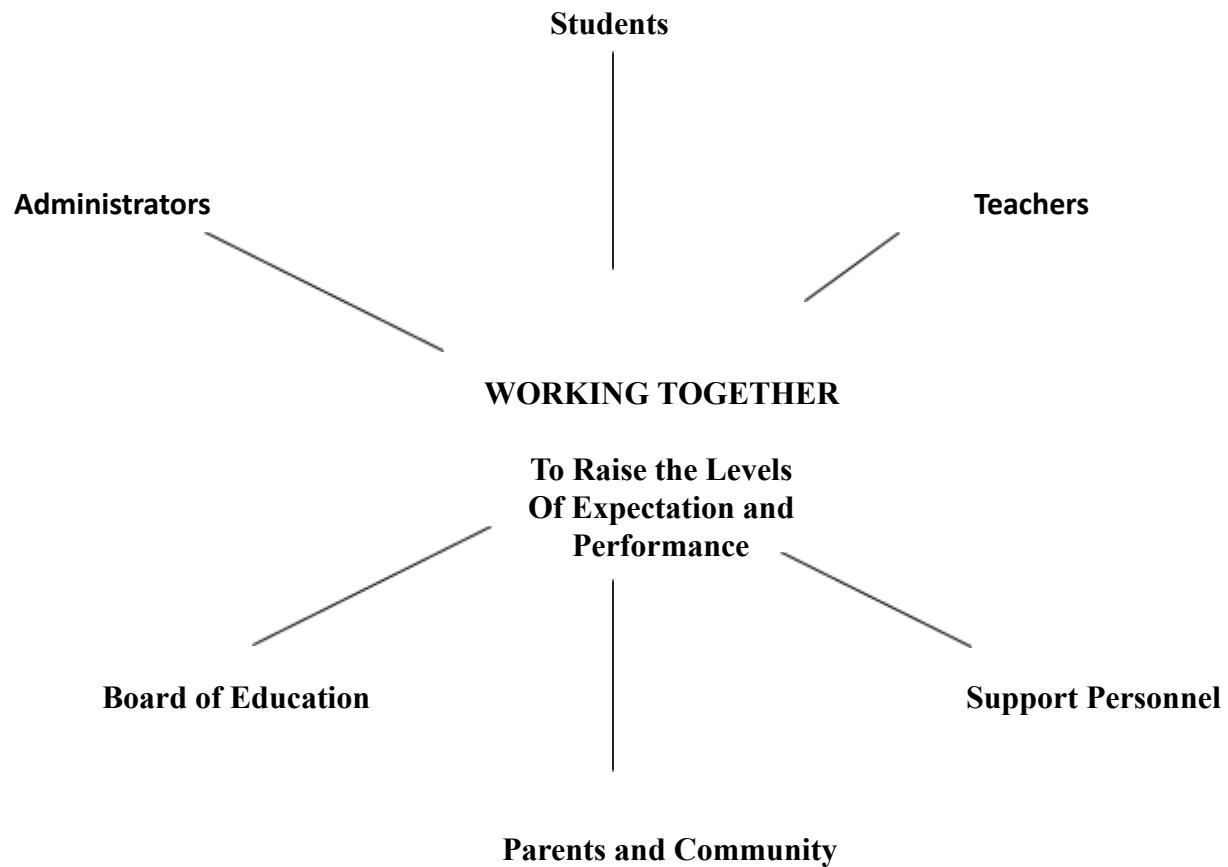 Students
Administrators
Teachers
WORKING TOGETHER
To Raise the Levels
Of Expectation and
Performance
Board of Education
Support Personnel
Parents and Community